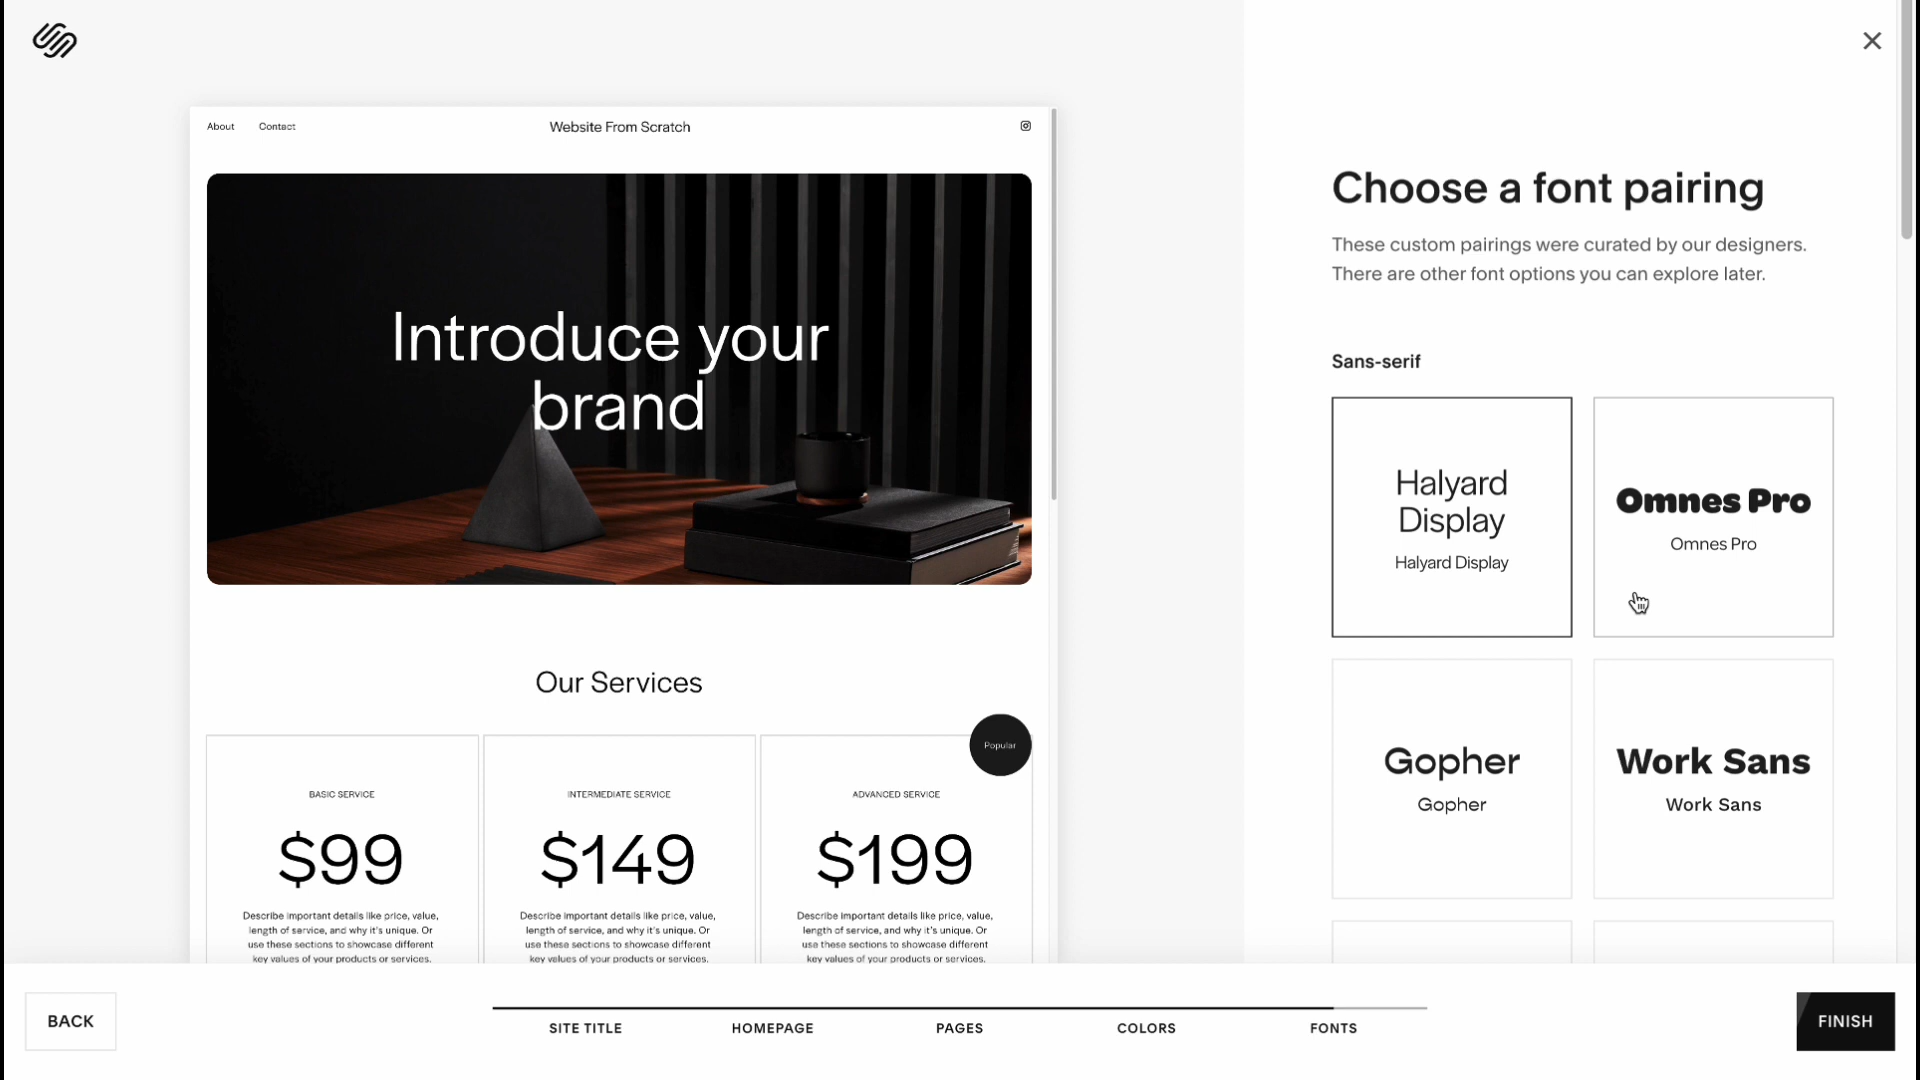 About
Contact
Website From Scratch
Introduce your
brand
Our Services
Popular
BASIC SERVICE
$99
Describe important details like price, value,
length of service, and why it's unique. Or
use these sections to showcase different
key values of your products or services.
INTERMEDIATE SERVICE
$149
Describe important details like price, value,
length of service, and why it's unique. Or
use these sections to showcase different
key values of your products or services.
ADVANCED SERVICE
$199
Describe important details like price, value,
length of service, and why it's unique. Or
use these sections to showcase different
key values of your products or services.
Choose a font pairing
These custom pairings were curated by our designers.
There are other font options you can explore later.
Sans-serif
Halyard
Display
Halyard Display
Omnes Pro
Omnes Pro
Gopher
Gopher
Work Sans
Work Sans
BACK
SITE TITLE
HOMEPAGE
PAGES
COLORS
FONTS
FINISH